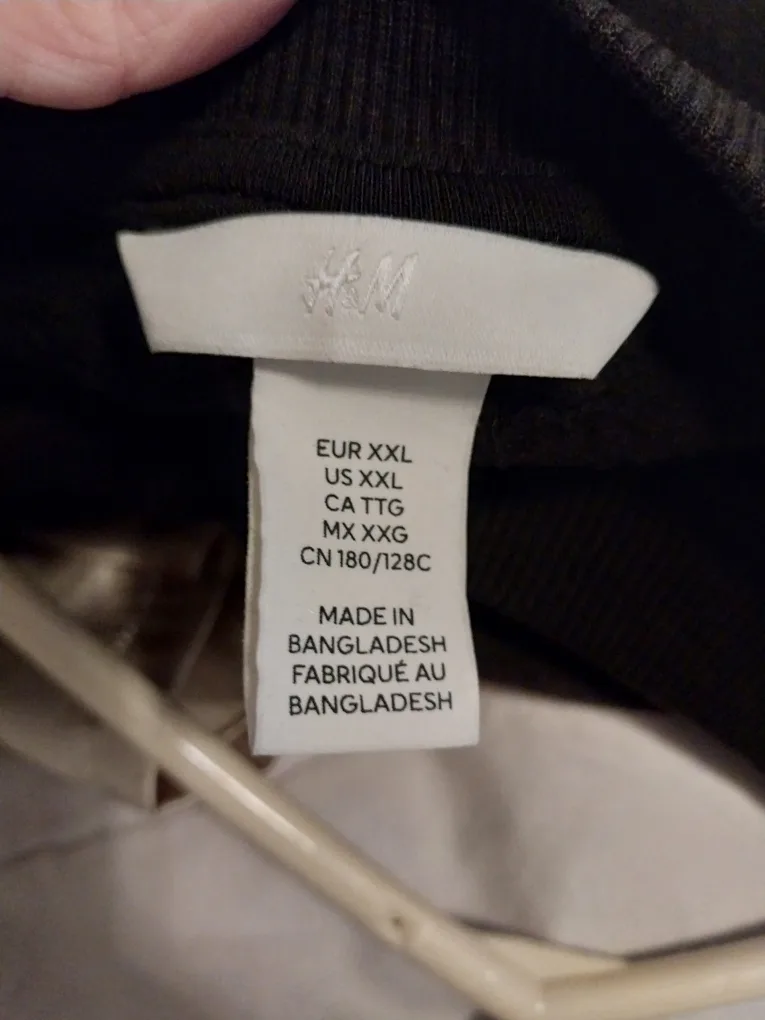 H&M
EUR XXL
US XXL
CA TTG
MX XXG
CN 180/128C
MADE IN
BANGLADESH
FABRIQUÉ AU
BANGLADESH